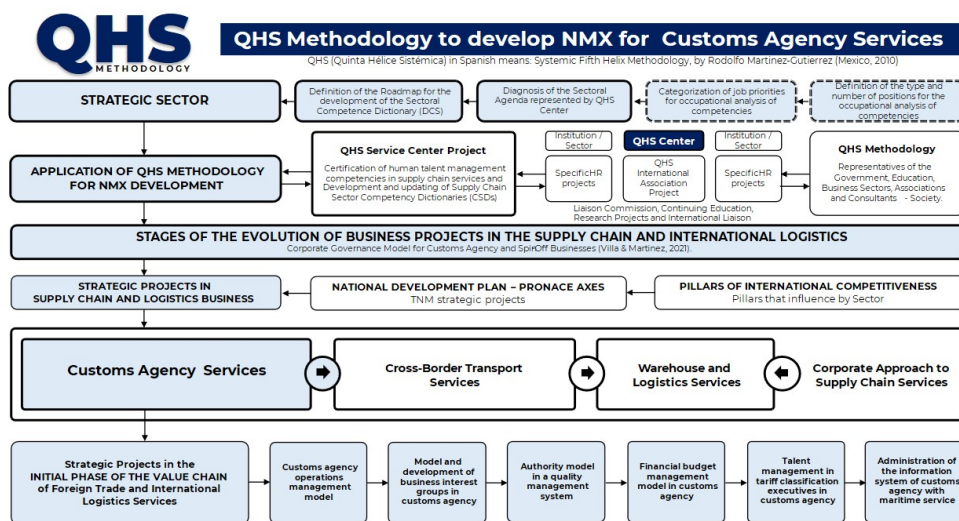 QHS
METHODOLOGY
QHS Methodology to develop NMX for Customs Agency Services
QHS (Quinta Hélice Sistémica) in Spanish means: Systemic Fifth Helix Methodology, by Rodolfo Martinez-Gutierrez (Mexico, 2010)
STRATEGIC SECTOR
Definition of the Roadmap for the
development of the Sectoral
Competence Dictionary (DCS)
Diagnosis of the Sectoral
Agenda represented by QHS
Center
Categorization of job priorities
for occupational analysis of
competencies
Definition of the type and
number of positions for the
occupational analysis of
competencies
APPLICATION OF QHS METHODOLOGY
FOR NMX DEVELOPMENT
QHS Service Center Project
Certification of human talent management
competencies in supply chain services and
Development and updating of Supply Chain
Sector Competency Dictionaries (CSDs)
Institution /
Sector
SpecificHR
projects
QHS Center
QHS
International
Association
Project
Institution /
Sector
SpecificHR
projects
Liaison Commission, Continuing Education,
Research Projects and International Liaison
QHS Methodology
Representatives of the
Government, Education,
Business Sectors, Associations
and Consultants - Society.
STAGES OF THE EVOLUTION OF BUSINESS PROJECTS IN THE SUPPLY CHAIN AND INTERNATIONAL LOGISTICS
Corporate Governance Model for Customs Agency and SpinOff Businesses (Villa & Martinez, 2021).
STRATEGIC PROJECTS IN
SUPPLY CHAIN AND LOGISTICS BUSINESS
NATIONAL DEVELOPMENT PLAN – PRONACE AXES
TNM strategic projects
PILLARS OF INTERNATIONAL COMPETITIVENESS
Pillars that influence by Sector
Customs Agency Services
Cross-Border Transport
Services
Warehouse and
Logistics Services
Corporate Approach to
Supply Chain Services
Strategic Projects in the
INITIAL PHASE OF THE VALUE CHAIN
of Foreign Trade and International
Logistics Services
Customs agency
operations
management
model
Model and
development of
business interest
groups in
customs agency
Authority model
in a quality
management
system
Financial budget
management
model in customs
agency
Talent
management in
tariff classification
executives in
customs agency
Administration of
the information
system of customs
agency with
maritime service